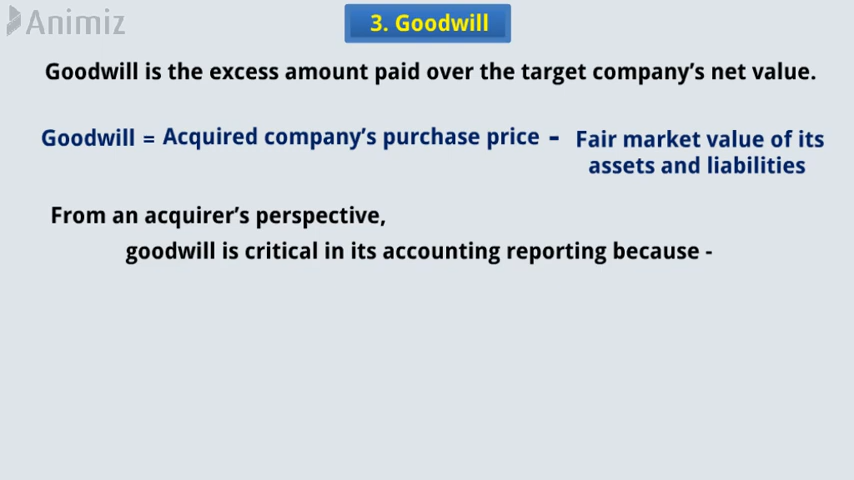 Animiz
3. Goodwill
Goodwill is the excess amount paid over the target company’s net value.
Goodwill = Acquired company’s purchase price - Fair market value of its
assets and liabilities
From an acquirer’s perspective,
goodwill is critical in its accounting reporting because -